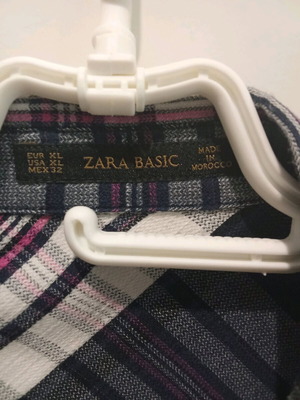 EUR XL
USA XL
MEX 32
ZARA BASIC
MADE
IN
MOROCCO